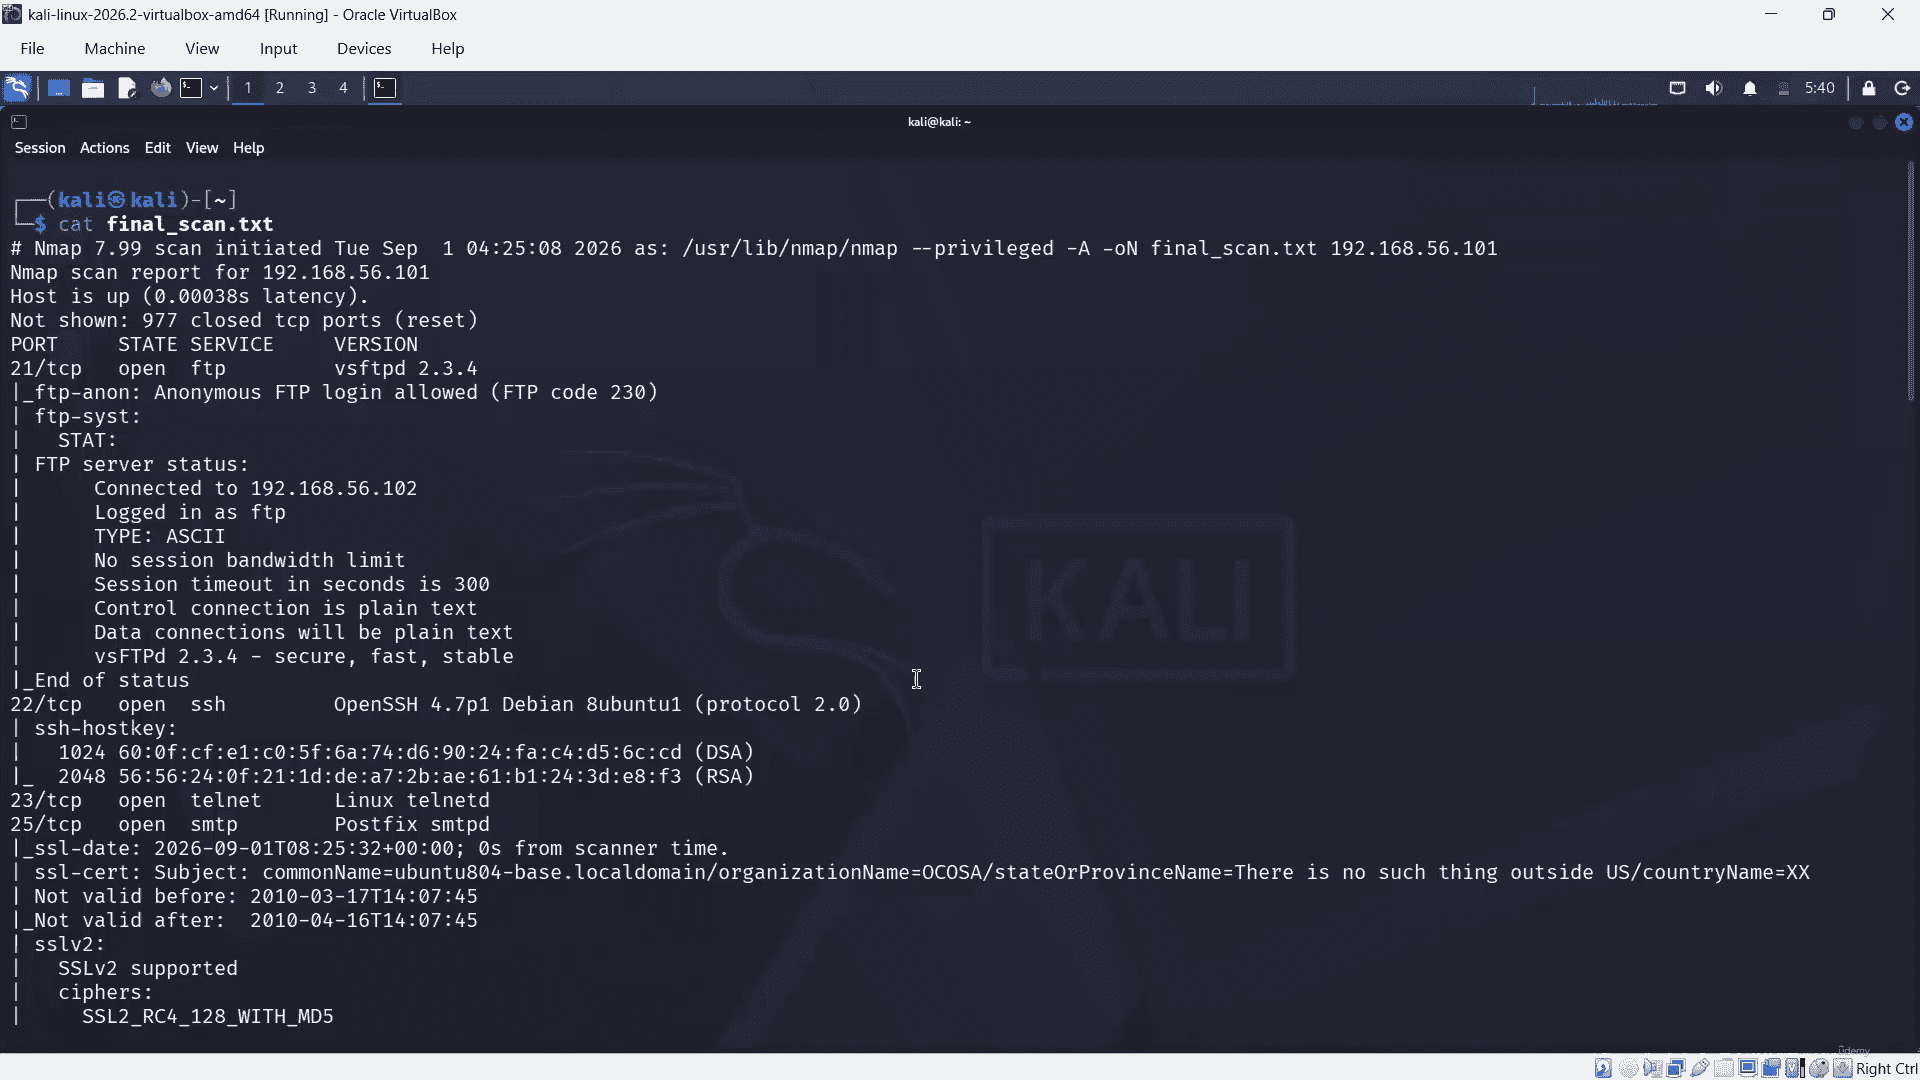 kali-linux-2026.2-virtualbox-amd64 [Running] - Oracle VirtualBox
File Machine View Input Devices Help
1 2 3 4 5:40
kali@kali: ~
Session Actions Edit View Help
┌──(kali㉿kali)-[~]
└─$ cat final_scan.txt
# Nmap 7.99 scan initiated Tue Sep  1 04:25:08 2026 as: /usr/lib/nmap/nmap --privileged -A -oN final_scan.txt 192.168.56.101
Nmap scan report for 192.168.56.101
Host is up (0.00038s latency).
Not shown: 977 closed tcp ports (reset)
PORT     STATE SERVICE     VERSION
21/tcp   open  ftp         vsftpd 2.3.4
|_ftp-anon: Anonymous FTP login allowed (FTP code 230)
| ftp-syst:
|   STAT:
| FTP server status:
|      Connected to 192.168.56.102
|      Logged in as ftp
|      TYPE: ASCII
|      No session bandwidth limit
|      Session timeout in seconds is 300
|      Control connection is plain text
|      Data connections will be plain text
|      vsFTPd 2.3.4 - secure, fast, stable
|_End of status
22/tcp   open  ssh         OpenSSH 4.7p1 Debian 8ubuntu1 (protocol 2.0)
| ssh-hostkey:
|   1024 60:0f:cf:e1:c0:5f:6a:74:d6:90:24:fa:c4:d5:6c:cd (DSA)
|_  2048 56:56:24:0f:21:1d:de:a7:2b:ae:61:b1:24:3d:e8:f3 (RSA)
23/tcp   open  telnet      Linux telnetd
25/tcp   open  smtp        Postfix smtpd
|_ssl-date: 2026-09-01T08:25:32+00:00; 0s from scanner time.
| ssl-cert: Subject: commonName=ubuntu804-base.localdomain/organizationName=OCOSA/stateOrProvinceName=There is no such thing outside US/countryName=XX
| Not valid before: 2010-03-17T14:07:45
|_Not valid after:  2010-04-16T14:07:45
| sslv2:
|   SSLv2 supported
|   ciphers:
|     SSL2_RC4_128_WITH_MD5
KALI
Udemy
Right Ctrl